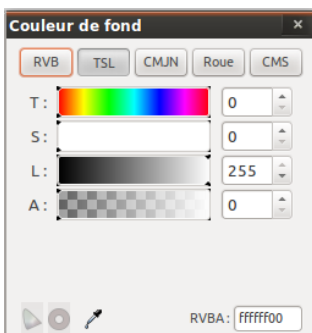 Couleur de fond ×
RVB TSL CMJN Roue CMS
T: 0
S: 0
L: 255
A: 0
RVBA: ffffff00